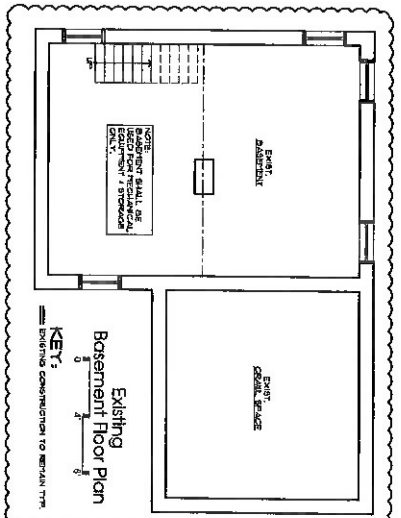 EXIST.
BASEMENT
UP
NOTE:
BASEMENT SHALL BE
USED FOR MECHANICAL
EQUIPMENT & STORAGE
ONLY.
EXIST.
CRAWL SPACE
Existing
Basement Floor Plan
0 4' 8'
KEY:
EXISTING CONSTRUCTION TO REMAIN TYP.